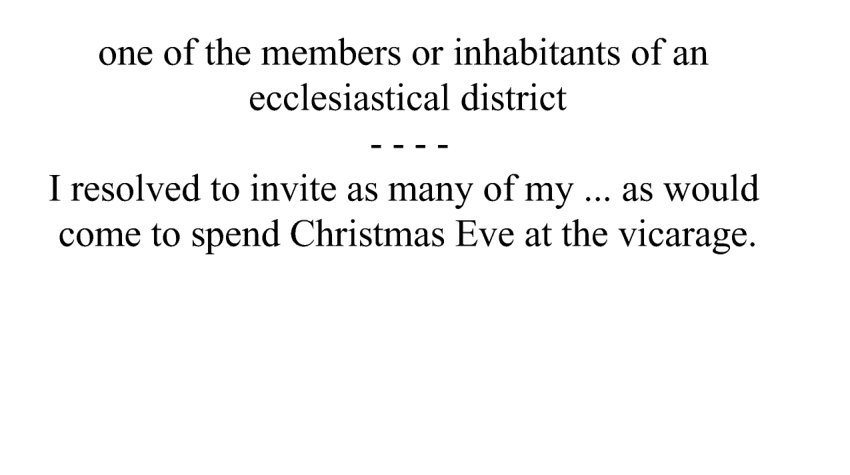 one of the members or inhabitants of an
ecclesiastical district
- - - -
I resolved to invite as many of my ... as would
come to spend Christmas Eve at the vicarage.